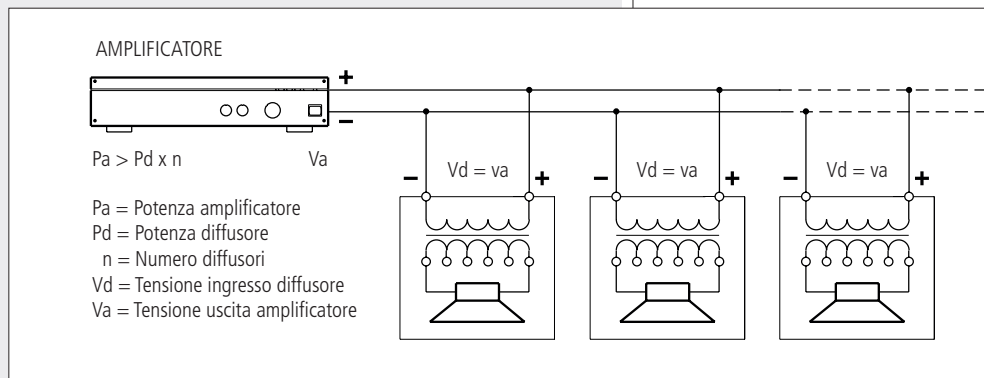 AMPLIFICATORE
+
−
Pa > Pd x n Va
− Vd = va +
− Vd = va +
− Vd = va +
Pa = Potenza amplificatore
Pd = Potenza diffusore
n = Numero diffusori
Vd = Tensione ingresso diffusore
Va = Tensione uscita amplificatore